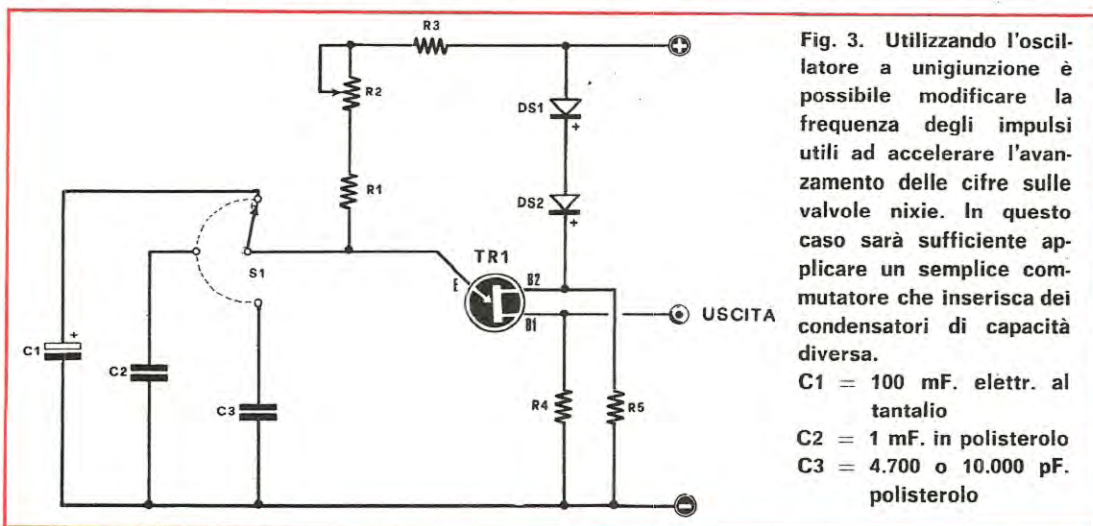 R3
R2
DS1
+
R1
DS2
+
S1
TR1
E
B2
B1
USCITA
+
C1
C2
C3
R4
R5
Fig. 3. Utilizzando l'oscil-
latore a unigiunzione è
possibile modificare la
frequenza degli impulsi
utili ad accelerare l'avan-
zamento delle cifre sulle
valvole nixie. In questo
caso sarà sufficiente ap-
plicare un semplice com-
mutatore che inserisca dei
condensatori di capacità
diversa.
C1 = 100 mF. elettr. al
tantalio
C2 = 1 mF. in polisterolo
C3 = 4.700 o 10.000 pF.
polisterolo